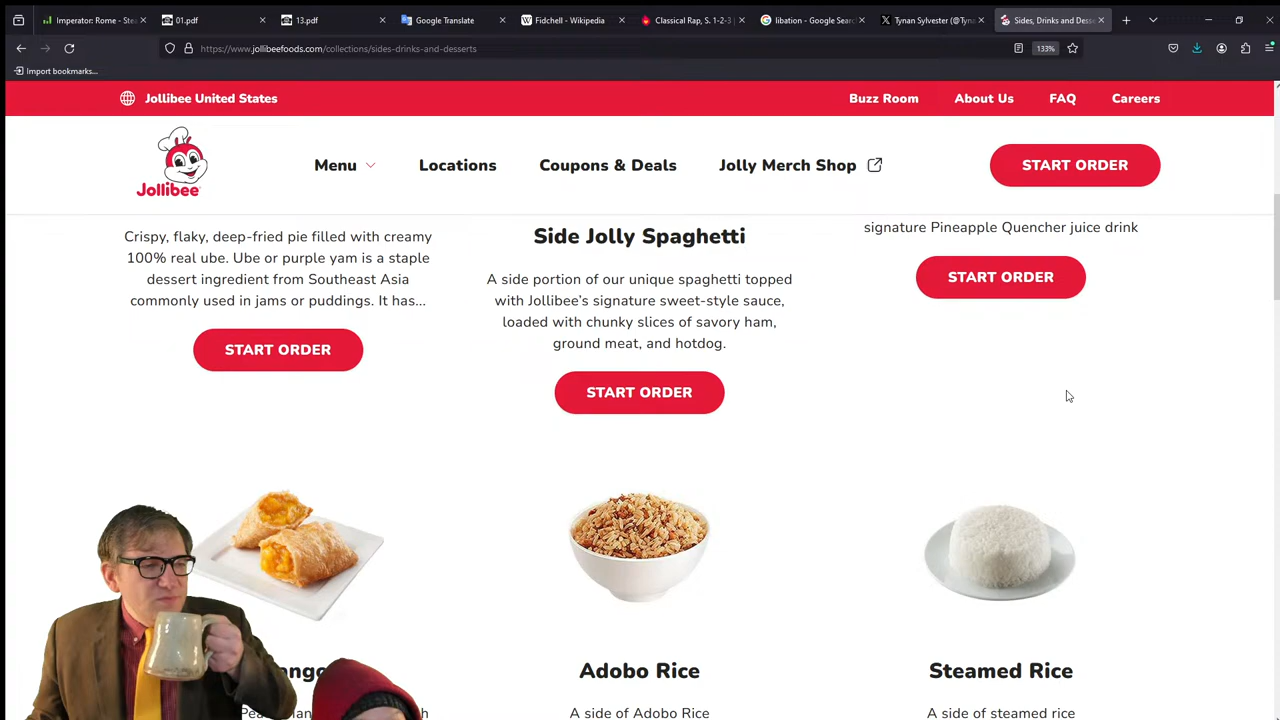 Imperator: Rome - Stea
01.pdf
13.pdf
Google Translate
Fidchell - Wikipedia
Classical Rap, S. 1-2-3
libation - Google Searc
Tynan Sylvester (@Tyna
Sides, Drinks and Desse
https://www.jollibeefoods.com/collections/sides-drinks-and-desserts
133%
Import bookmarks...
Jollibee United States
Buzz Room
About Us
FAQ
Careers
Jollibee
Menu
Locations
Coupons & Deals
Jolly Merch Shop
START ORDER
Crispy, flaky, deep-fried pie filled with creamy
100% real ube. Ube or purple yam is a staple
dessert ingredient from Southeast Asia
commonly used in jams or puddings. It has...
START ORDER
Side Jolly Spaghetti
A side portion of our unique spaghetti topped
with Jollibee’s signature sweet-style sauce,
loaded with chunky slices of savory ham,
ground meat, and hotdog.
START ORDER
signature Pineapple Quencher juice drink
START ORDER
Adobo Rice
A side of Adobo Rice
Steamed Rice
A side of steamed rice